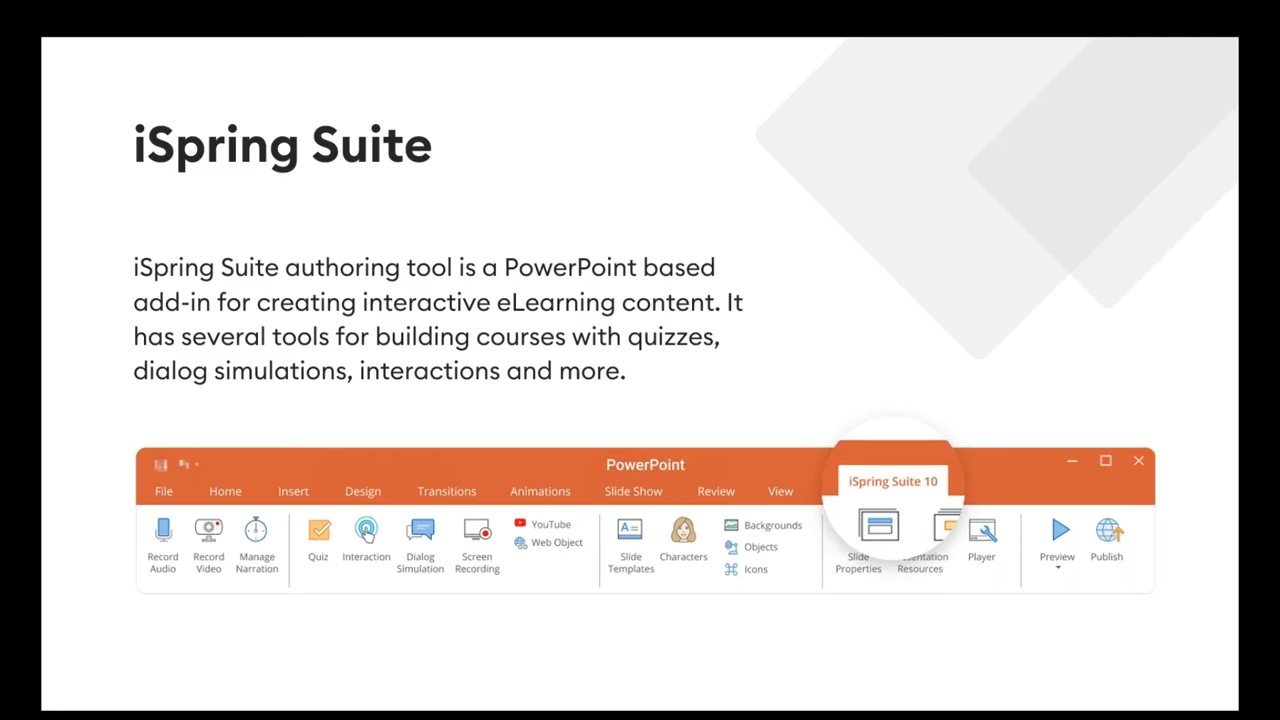 iSpring Suite
iSpring Suite authoring tool is a PowerPoint based
add-in for creating interactive eLearning content. It
has several tools for building courses with quizzes,
dialog simulations, interactions and more.
PowerPoint
File Home Insert Design Transitions Animations Slide Show Review View iSpring Suite 10
Record Audio
Record Video
Manage Narration
Quiz
Interaction
Dialog Simulation
Screen Recording
YouTube
Web Object
Slide Templates
Characters
Backgrounds
Objects
Icons
Slide Properties
Resources
Player
Preview
Publish